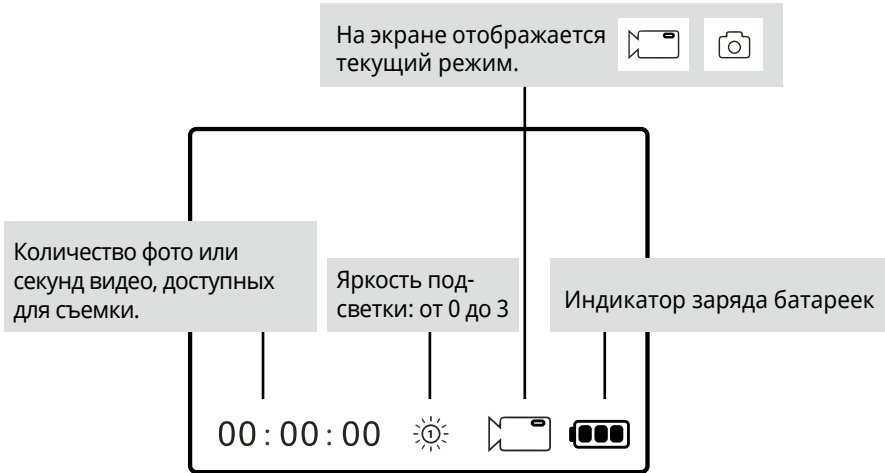 На экране отображается
текущий режим.
Количество фото или
секунд видео, доступных
для съемки.
Яркость под-
светки: от 0 до 3
Индикатор заряда батареек
00:00:00
1